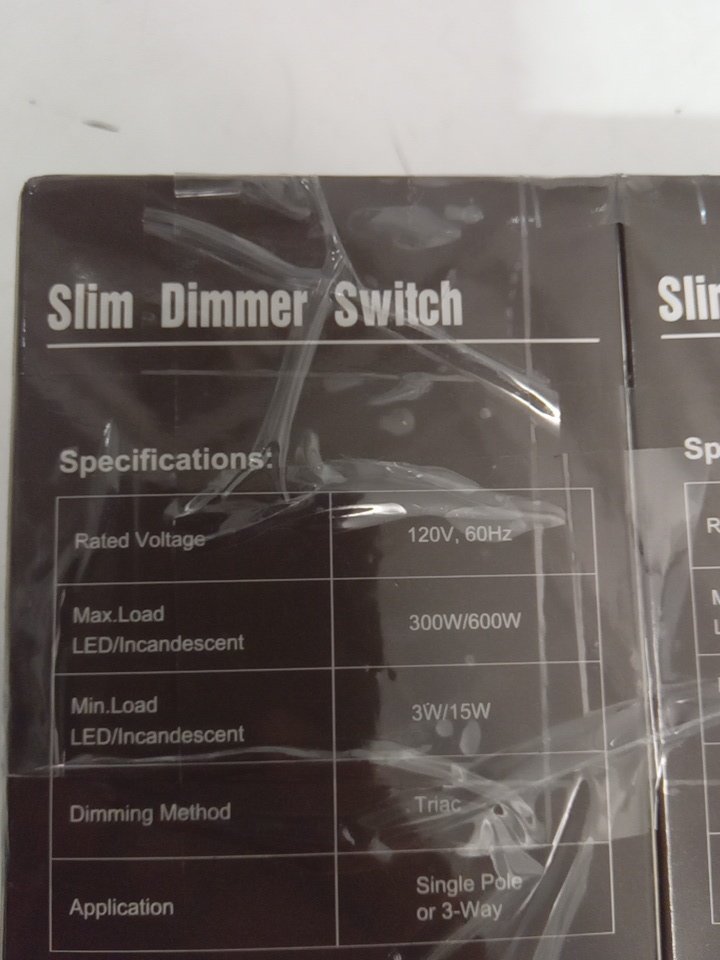 Slim Dimmer Switch
Specifications:
Rated Voltage 120V, 60Hz
Max.Load
LED/Incandescent 300W/600W
Min.Load
LED/Incandescent 3W/15W
Dimming Method Triac
Application Single Pole
or 3-Way